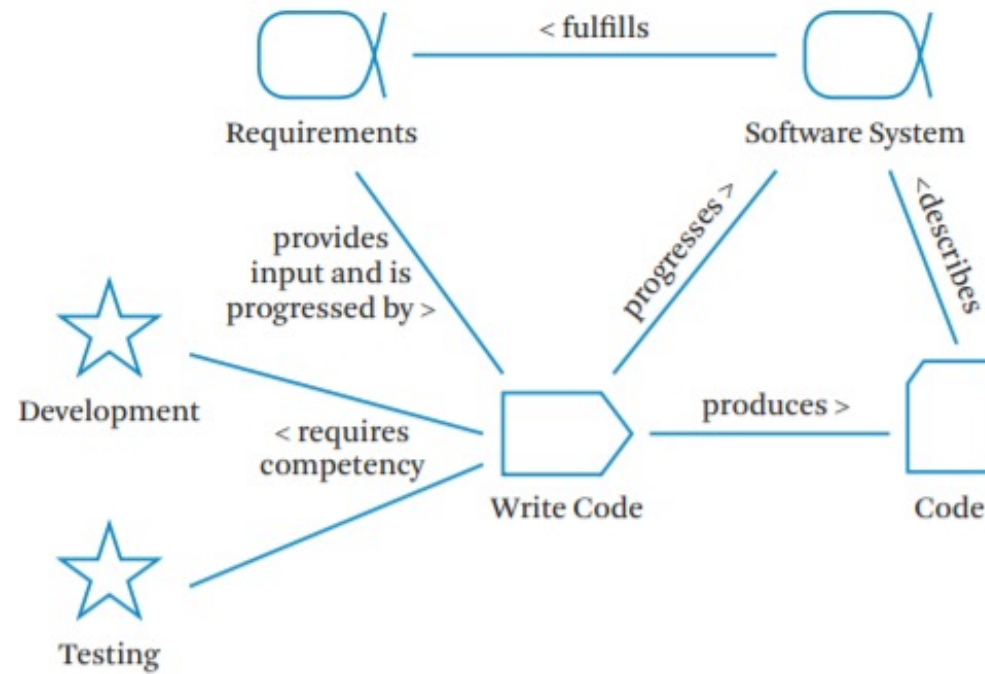 < fulfills
Requirements
Software System
provides
input and is
progressed by >
progresses >
<describes
Development
< requires
competency
produces >
Write Code
Code
Testing